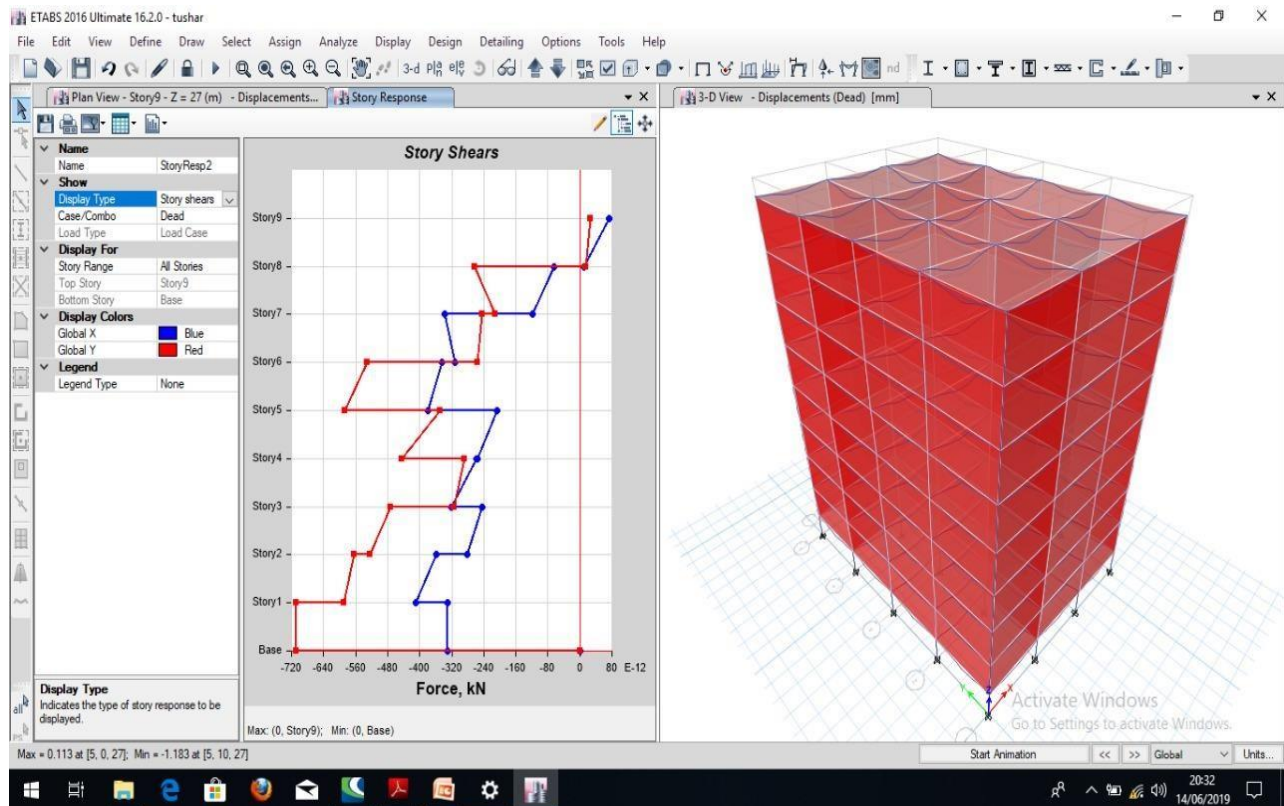 ETABS 2016 Ultimate 16.2.0 - tushar
File Edit View Define Draw Select Assign Analyze Display Design Detailing Options Tools Help
3-d
nd
Plan View - Story9 - Z = 27 (m) - Displacements...
Story Response
3-D View - Displacements (Dead) [mm]
Name
Name StoryResp2
Show
Display Type Story shears
Case/Combo Dead
Load Type Load Case
Display For
Story Range All Stories
Top Story Story9
Bottom Story Base
Display Colors
Global X Blue
Global Y Red
Legend
Legend Type None
Display Type
Indicates the type of story response to be
displayed.
Story Shears
Story9
Story8
Story7
Story6
Story5
Story4
Story3
Story2
Story1
Base
-720 -640 -560 -480 -400 -320 -240 -160 -80 0 80 E-12
Force, kN
Max: (0, Story9); Min: (0, Base)
Y Z X
Activate Windows
Go to Settings to activate Windows.
all
Max = 0.113 at [5, 0, 27]; Min = -1.183 at [5, 10, 27]
Start Animation << >> Global Units...
20:32
14/06/2019